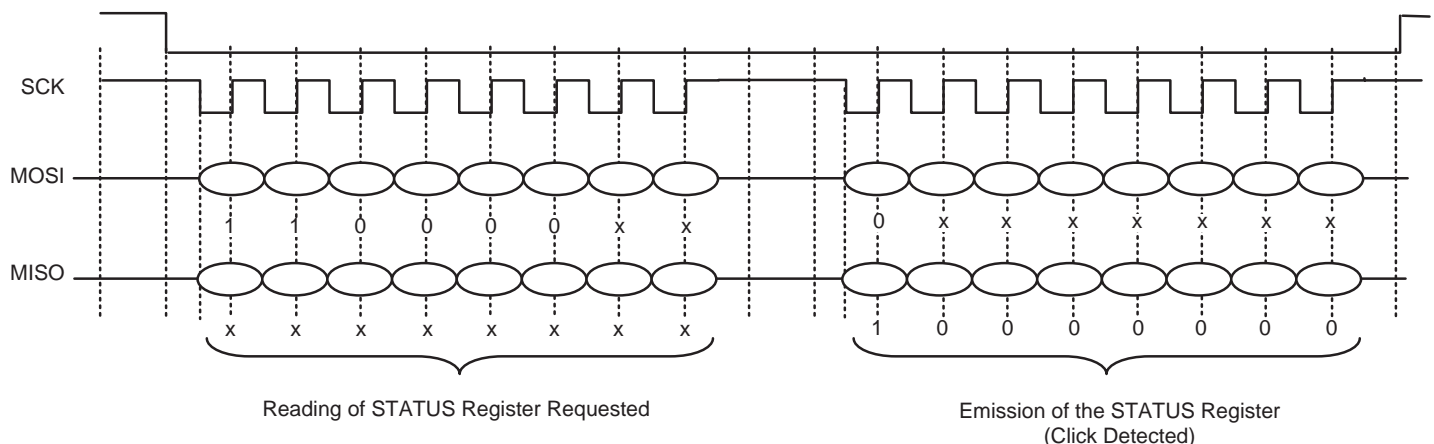 SCK
MOSI
1 1 0 0 0 0 x x
0 x x x x x x x
MISO
x x x x x x x x
1 0 0 0 0 0 0 0
Reading of STATUS Register Requested
Emission of the STATUS Register
(Click Detected)